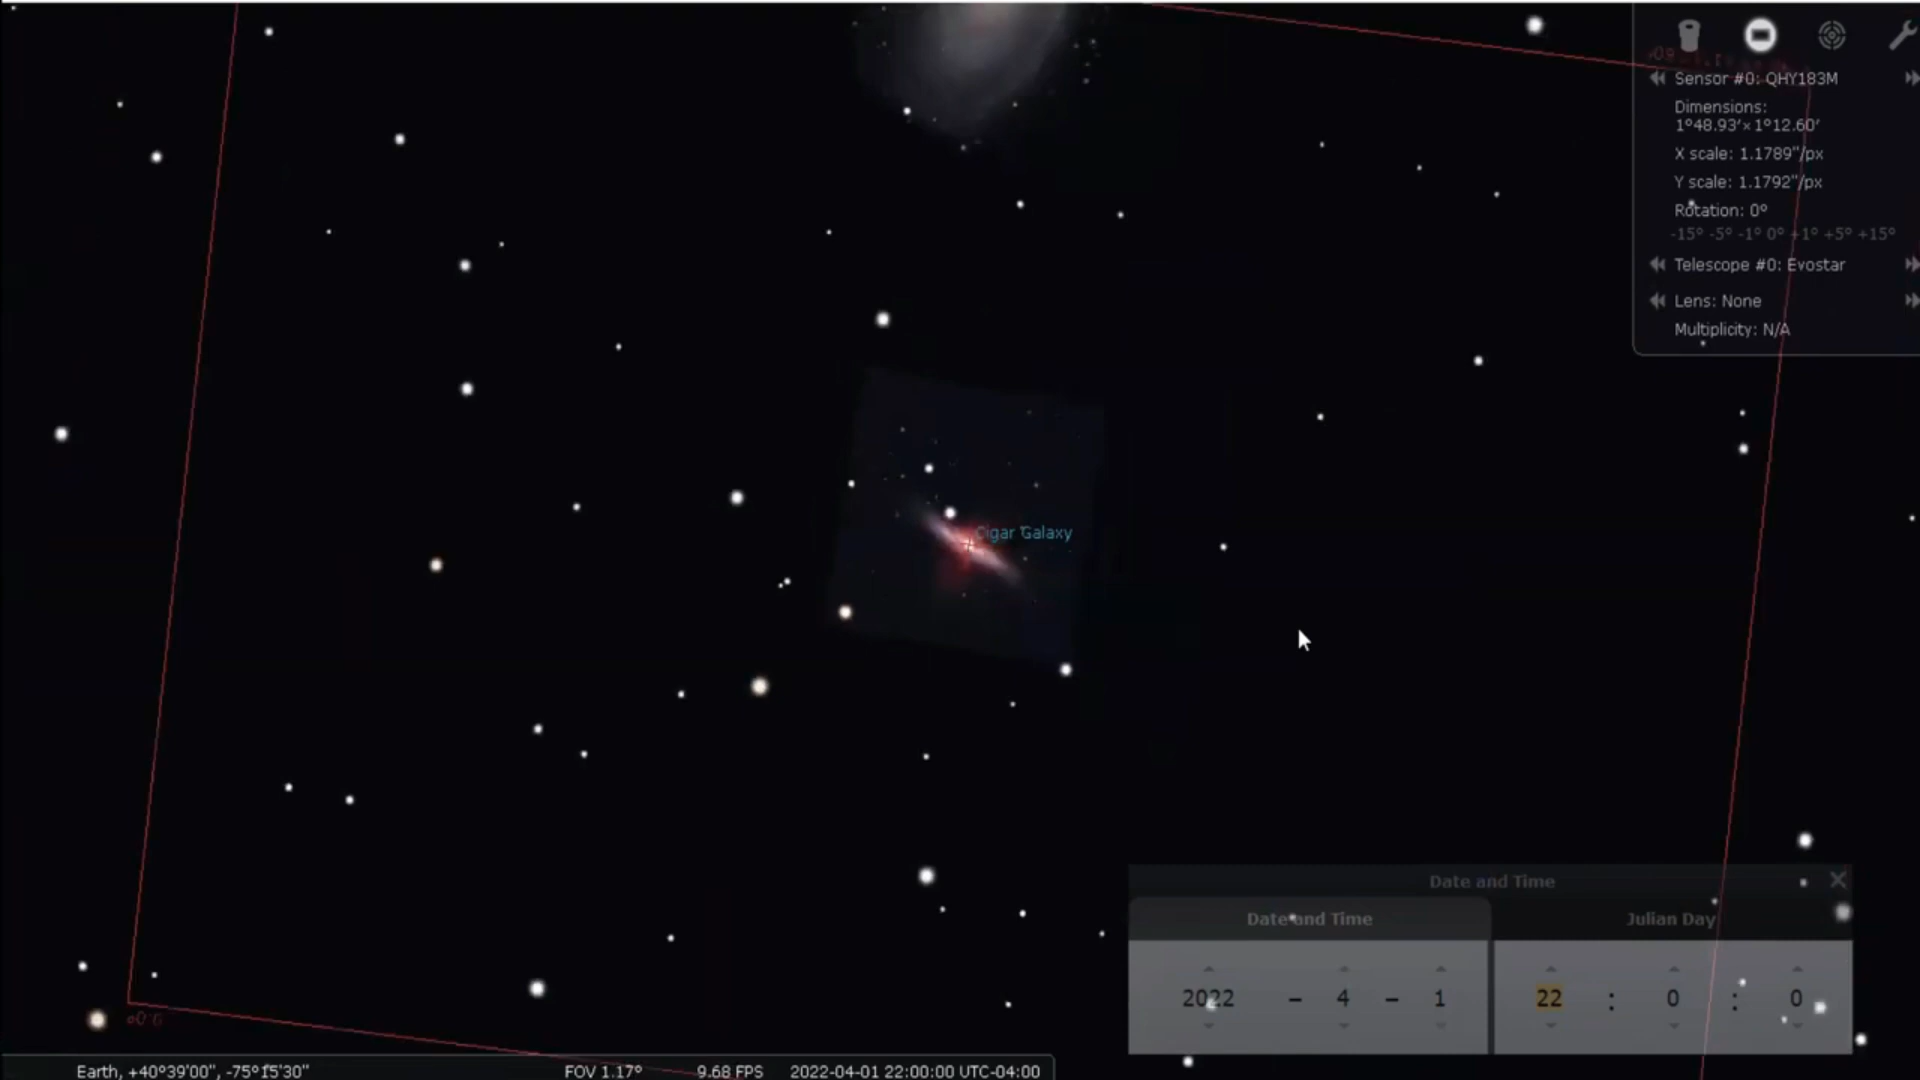 Sensor #0: QHY183M
Dimensions:
1°48.93'×1°12.60'
X scale: 1.1789"/px
Y scale: 1.1792"/px
Rotation: 0°
-15° -5° -1° 0° +1° +5° +15°
Telescope #0: Evostar
Lens: None
Multiplicity: N/A
Cigar Galaxy
Date and Time
Date and Time
Julian Day
2022 - 4 - 1
22 : 0 : 0
Earth, +40°39'00", -75°15'30"
FOV 1.17°
9.68 FPS
2022-04-01 22:00:00 UTC-04:00